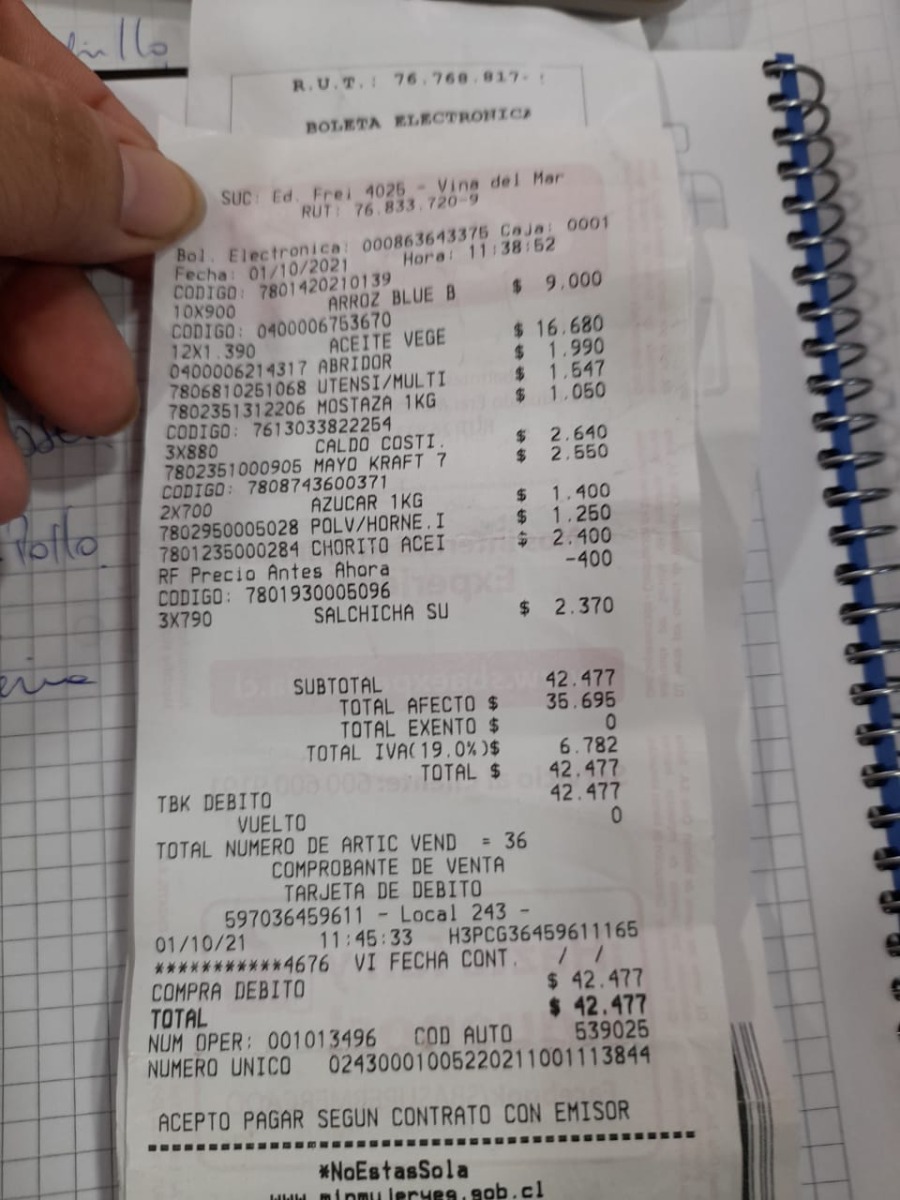 R.U.T.: 76.768.817-
BOLETA ELECTRONICA
SUC: Ed. Frei 4025 - Vina del Mar
RUT: 76.833.720-9
Bol. Electronica: 000863643375 Caja: 0001
Fecha: 01/10/2021 Hora: 11:38:52
CODIGO: 7801420210139
10X900 ARROZ BLUE B $ 9.000
CODIGO: 0400006753670
12X1.390 ACEITE VEGE $ 16.680
0400006214317 ABRIDOR $ 1.990
7806810251068 UTENSI/MULTI $ 1.547
7802351312206 MOSTAZA 1KG $ 1.050
CODIGO: 7613033822254
3X880 CALDO COSTI. $ 2.640
7802351000905 MAYO KRAFT 7 $ 2.550
CODIGO: 7808743600371
2X700 AZUCAR 1KG $ 1.400
7802950005028 POLV/HORNE.I $ 1.250
7801235000284 CHORITO ACEI $ 2.400
RF Precio Antes Ahora -400
CODIGO: 7801930005096
3X790 SALCHICHA SU $ 2.370
SUBTOTAL 42.477
TOTAL AFECTO $ 35.695
TOTAL EXENTO $ 0
TOTAL IVA(19.0%)$ 6.782
TOTAL $ 42.477
TBK DEBITO 42.477
VUELTO 0
TOTAL NUMERO DE ARTIC VEND = 36
COMPROBANTE DE VENTA
TARJETA DE DEBITO
597036459611 - Local 243 -
01/10/21 11:45:33 H3PCG36459611165
***********4676 VI FECHA CONT. / /
COMPRA DEBITO $ 42.477
TOTAL $ 42.477
NUM OPER: 001013496 COD AUTO 539025
NUMERO UNICO 02430001005220211001113844
ACEPTO PAGAR SEGUN CONTRATO CON EMISOR
*NoEstasSola
www.minmujeryeg.gob.cl
Pollo